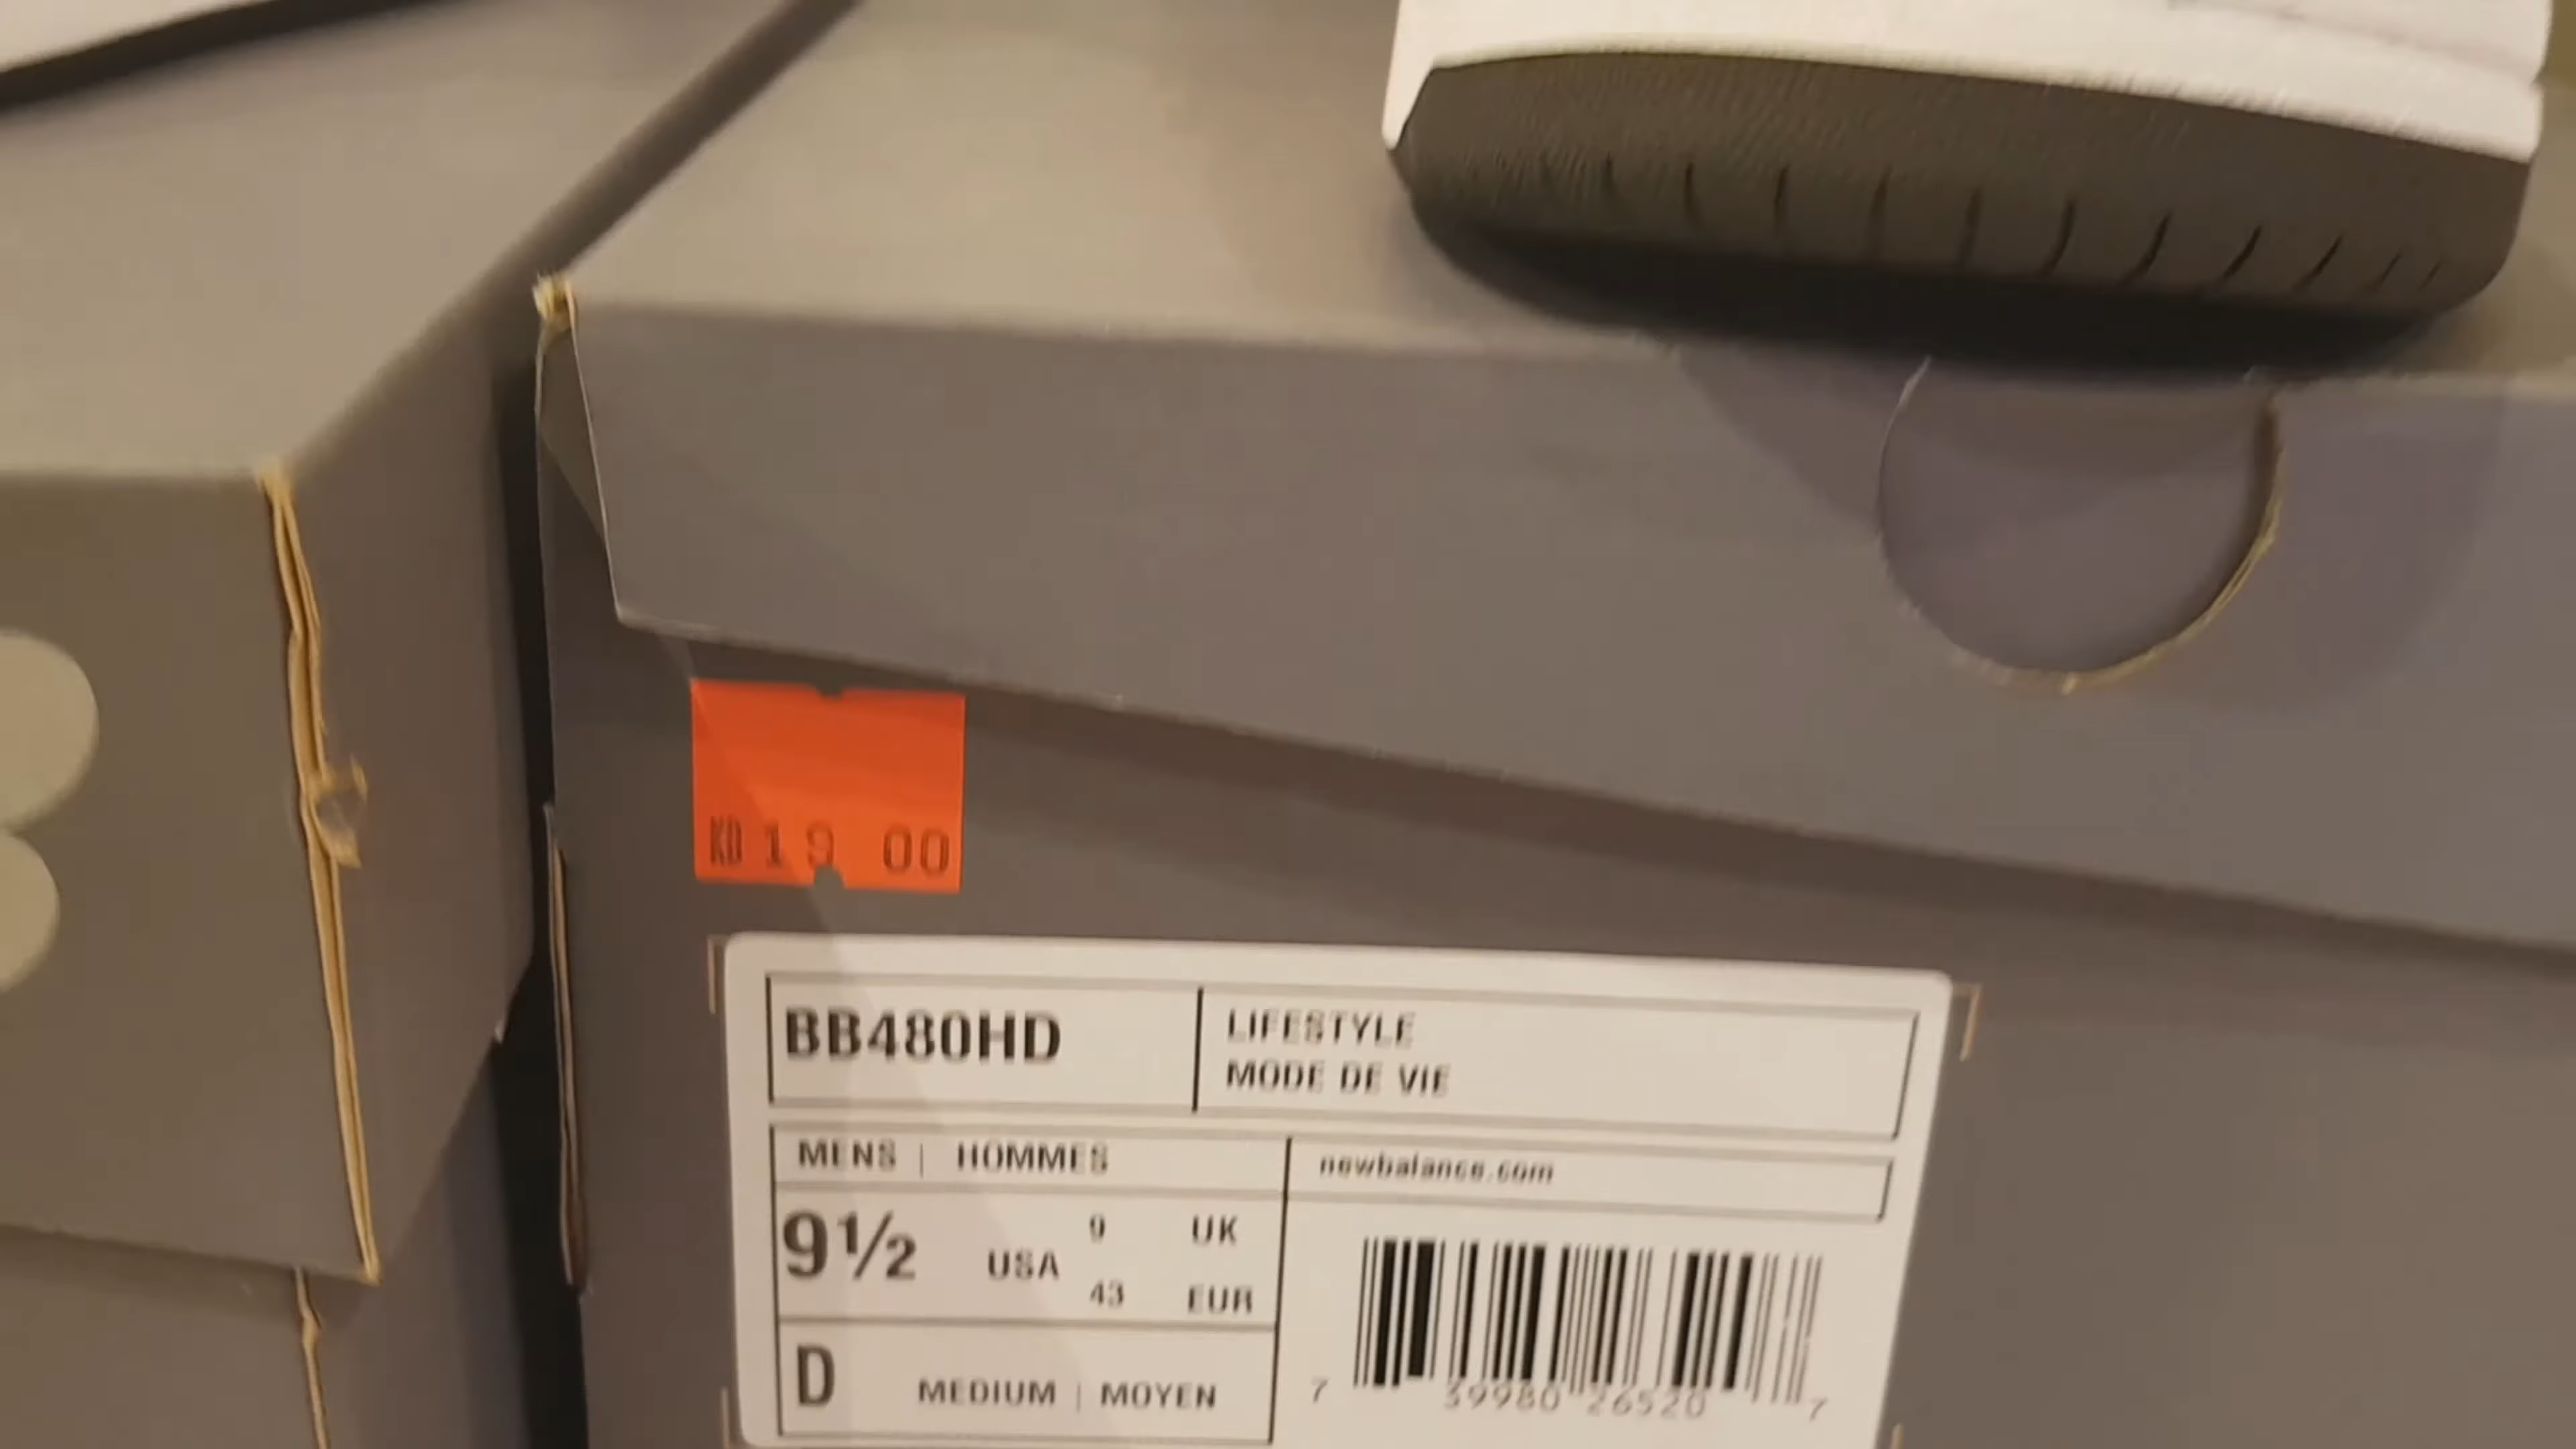 KD 19 00
BB480HD
LIFESTYLE
MODE DE VIE
MENS | HOMMES
newbalance.com
9½ USA
9 UK
43 EUR
D MEDIUM | MOYEN
7 39980 26520 7